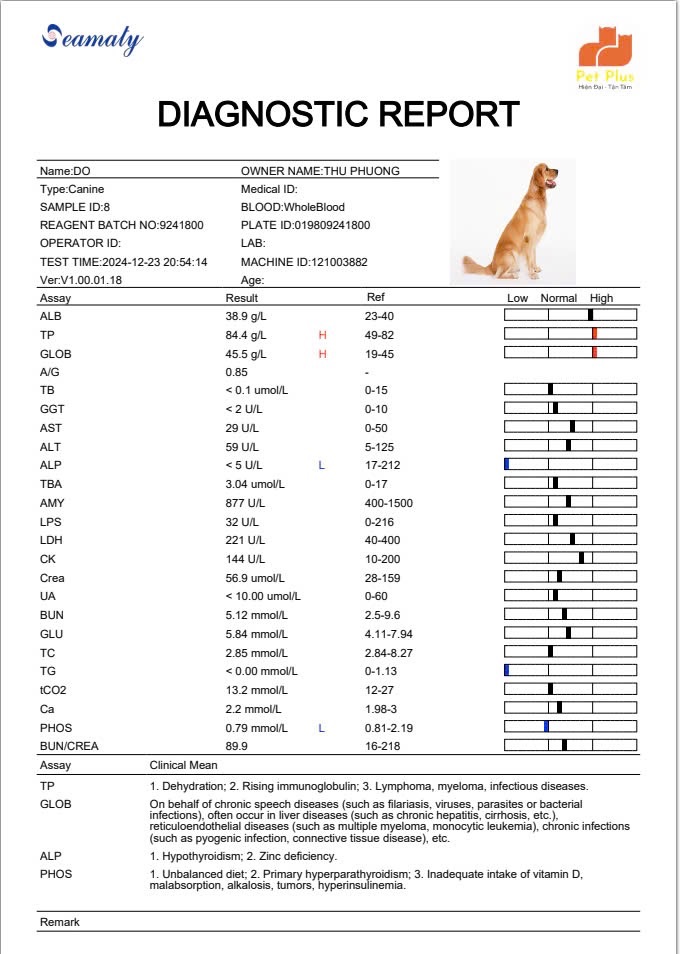 Seamaty
Pet Plus
Hiện Đại - Tận Tâm
DIAGNOSTIC REPORT
Name:DO OWNER NAME:THU PHUONG
Type:Canine Medical ID:
SAMPLE ID:8 BLOOD:WholeBlood
REAGENT BATCH NO:9241800 PLATE ID:019809241800
OPERATOR ID: LAB:
TEST TIME:2024-12-23 20:54:14 MACHINE ID:121003882
Ver:V1.00.01.18 Age:
Assay Result Ref Low Normal High
ALB 38.9 g/L 23-40
TP 84.4 g/L H 49-82
GLOB 45.5 g/L H 19-45
A/G 0.85 -
TB < 0.1 umol/L 0-15
GGT < 2 U/L 0-10
AST 29 U/L 0-50
ALT 59 U/L 5-125
ALP < 5 U/L L 17-212
TBA 3.04 umol/L 0-17
AMY 877 U/L 400-1500
LPS 32 U/L 0-216
LDH 221 U/L 40-400
CK 144 U/L 10-200
Crea 56.9 umol/L 28-159
UA < 10.00 umol/L 0-60
BUN 5.12 mmol/L 2.5-9.6
GLU 5.84 mmol/L 4.11-7.94
TC 2.85 mmol/L 2.84-8.27
TG < 0.00 mmol/L 0-1.13
tCO2 13.2 mmol/L 12-27
Ca 2.2 mmol/L 1.98-3
PHOS 0.79 mmol/L L 0.81-2.19
BUN/CREA 89.9 16-218
Assay Clinical Mean
TP 1. Dehydration; 2. Rising immunoglobulin; 3. Lymphoma, myeloma, infectious diseases.
GLOB On behalf of chronic speech diseases (such as filariasis, viruses, parasites or bacterial
infections), often occur in liver diseases (such as chronic hepatitis, cirrhosis, etc.),
reticuloendothelial diseases (such as multiple myeloma, monocytic leukemia), chronic infections
(such as pyogenic infection, connective tissue disease), etc.
ALP 1. Hypothyroidism; 2. Zinc deficiency.
PHOS 1. Unbalanced diet; 2. Primary hyperparathyroidism; 3. Inadequate intake of vitamin D,
malabsorption, alkalosis, tumors, hyperinsulinemia.
Remark